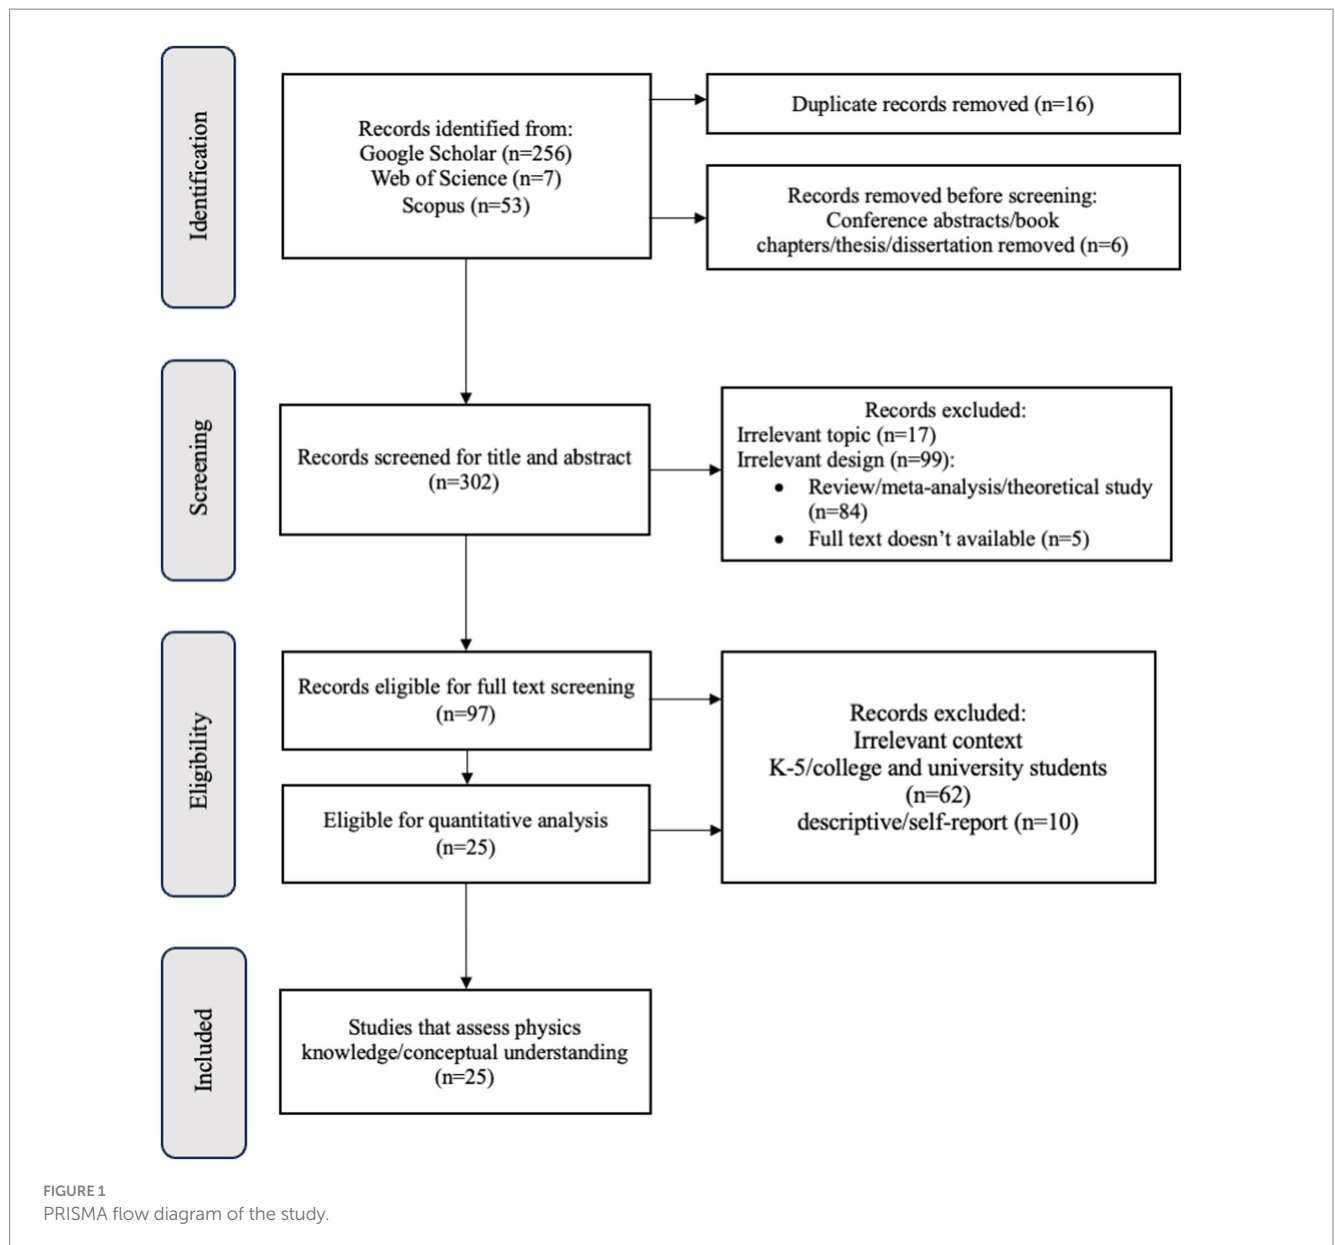 Identification
Records identified from:
Google Scholar (n=256)
Web of Science (n=7)
Scopus (n=53)
Duplicate records removed (n=16)
Records removed before screening:
Conference abstracts/book
chapters/thesis/dissertation removed (n=6)
Screening
Records screened for title and abstract
(n=302)
Records excluded:
Irrelevant topic (n=17)
Irrelevant design (n=99):
• Review/meta-analysis/theoretical study
(n=84)
• Full text doesn’t available (n=5)
Eligibility
Records eligible for full text screening
(n=97)
Eligible for quantitative analysis
(n=25)
Records excluded:
Irrelevant context
K-5/college and university students
(n=62)
descriptive/self-report (n=10)
Included
Studies that assess physics
knowledge/conceptual understanding
(n=25)
FIGURE 1
PRISMA flow diagram of the study.